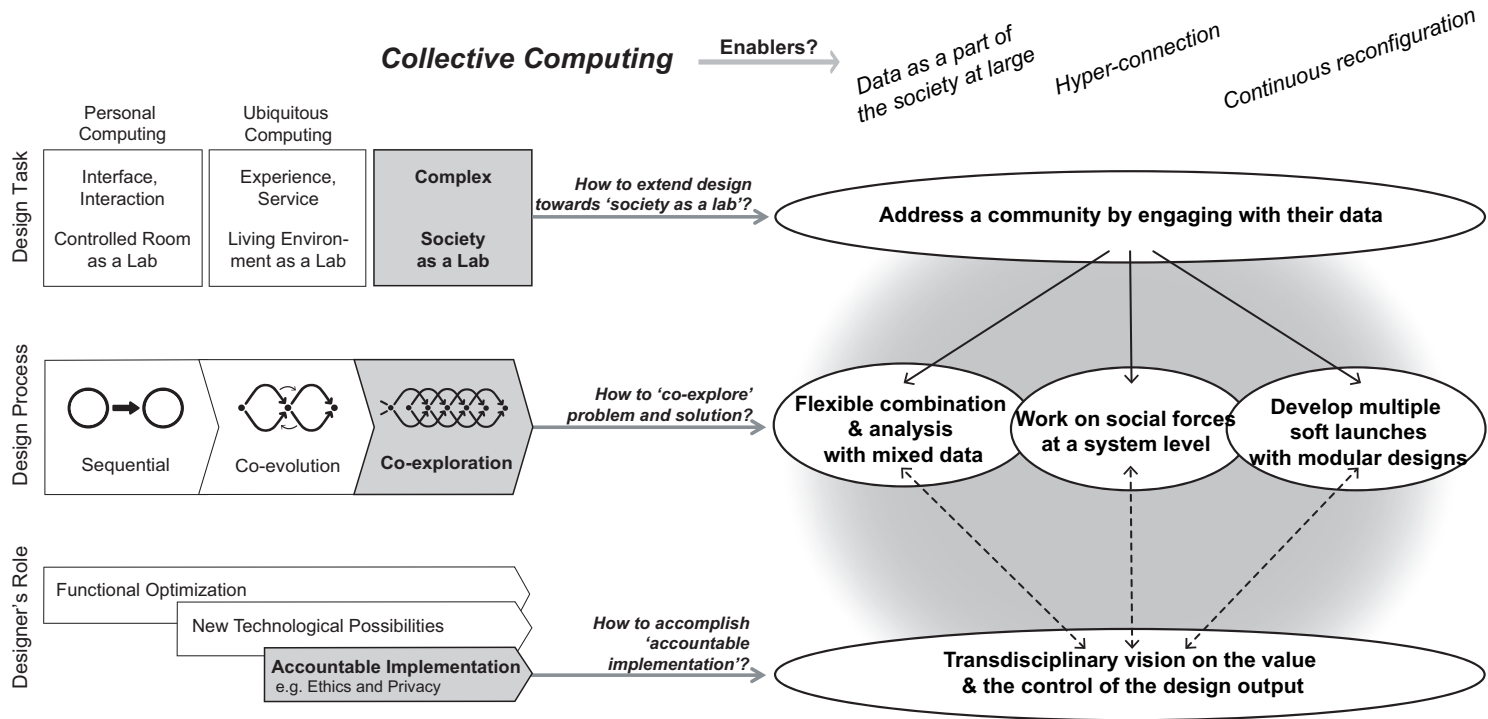 Collective Computing
Enablers?
Data as a part of
the society at large
Hyper-connection
Continuous reconfiguration
Personal
Computing
Ubiquitous
Computing
Design Task
Interface,
Interaction
Controlled Room
as a Lab
Experience,
Service
Living Environ-
ment as a Lab
Complex
Society
as a Lab
How to extend design
towards ‘society as a lab’?
Address a community by engaging with their data
Design Process
Sequential
Co-evolution
Co-exploration
How to ‘co-explore’
problem and solution?
Flexible combination
& analysis
with mixed data
Work on social forces
at a system level
Develop multiple
soft launches
with modular designs
Designer’s Role
Functional Optimization
New Technological Possibilities
Accountable Implementation
e.g. Ethics and Privacy
How to accomplish
‘accountable
implementation’?
Transdisciplinary vision on the value
& the control of the design output